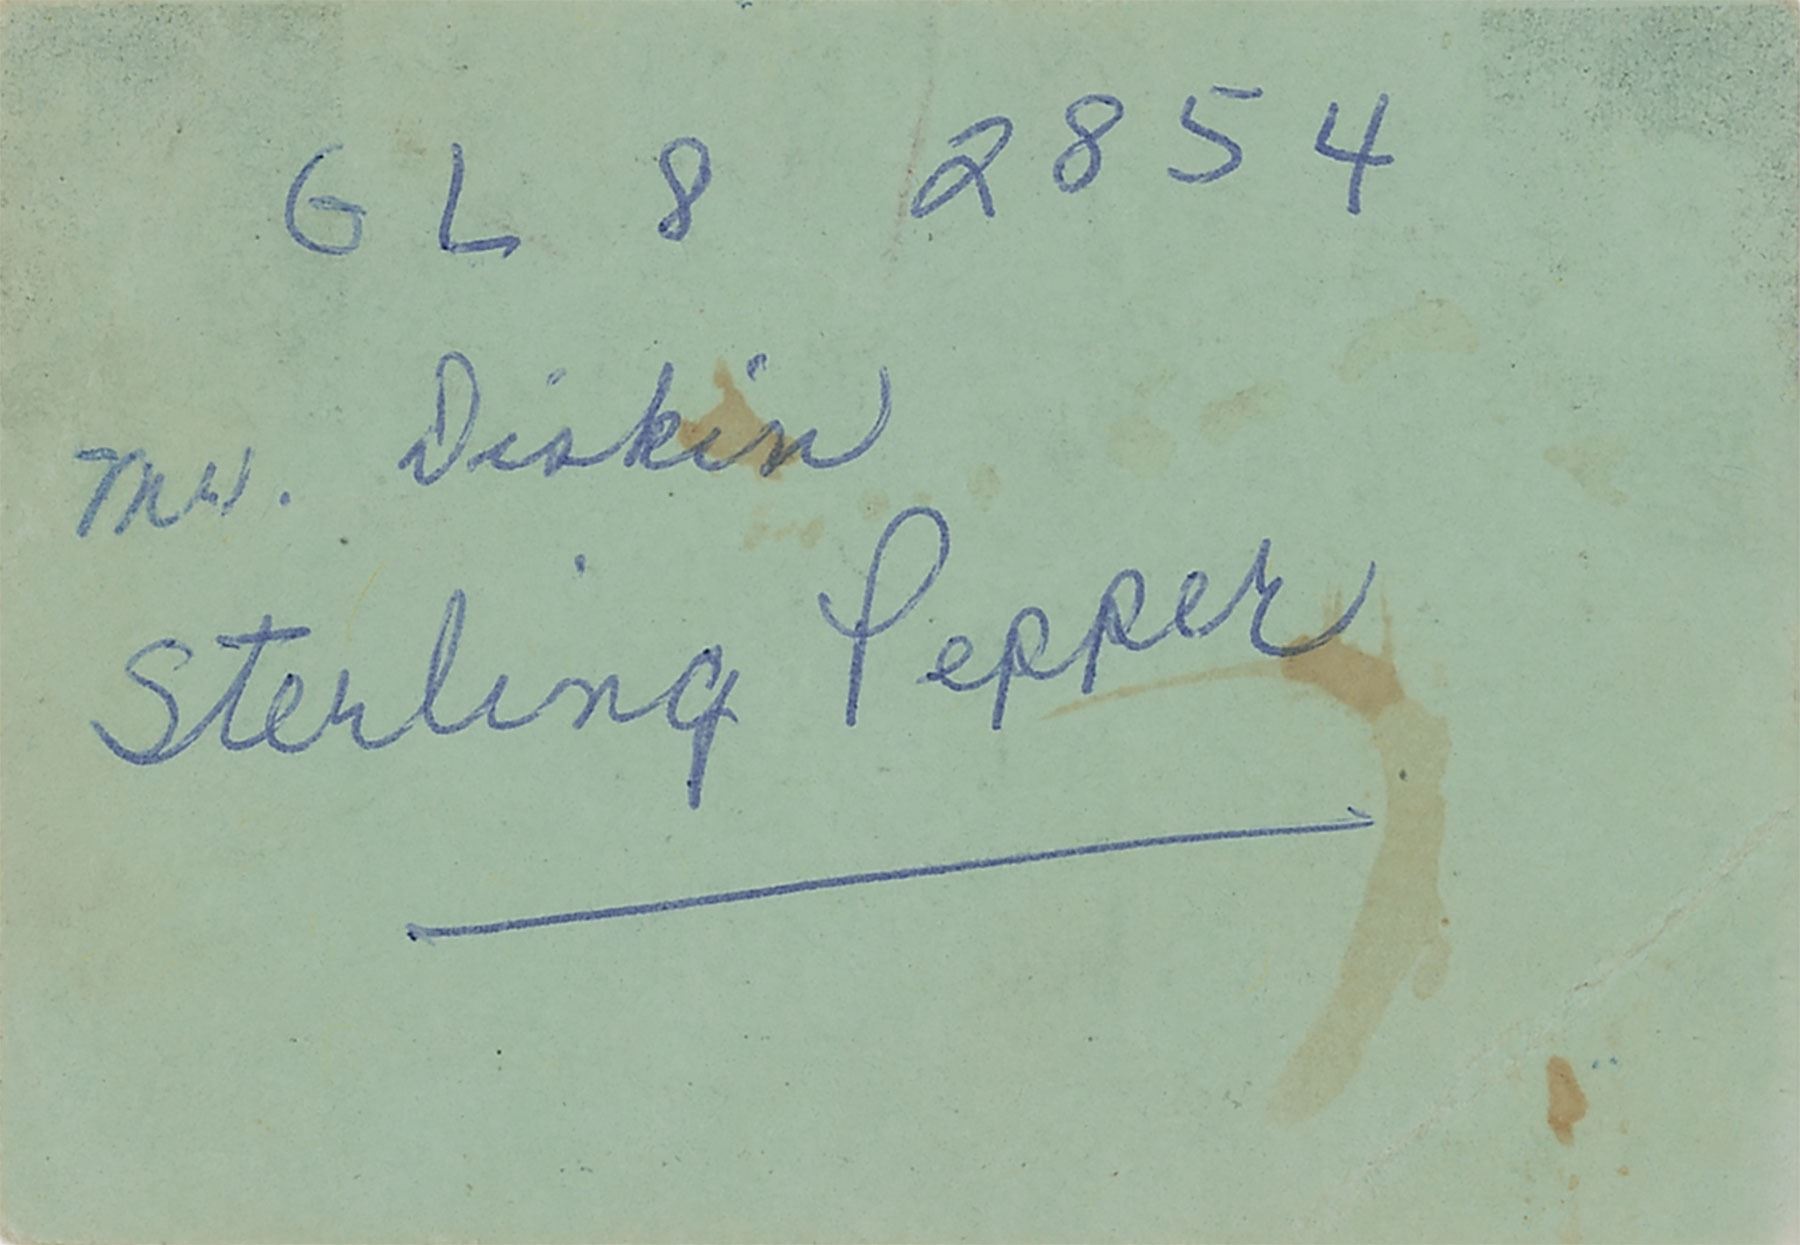 GL 8 2854
Mr. Diskin
Sterling Pepper